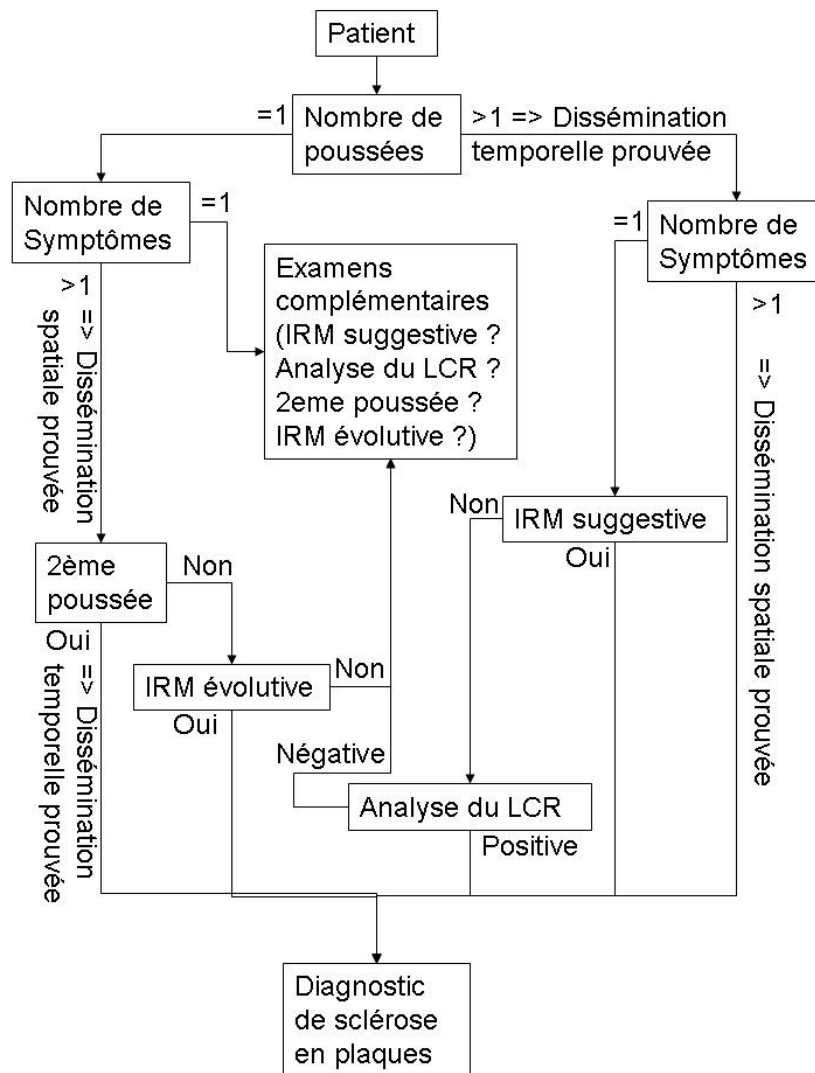 Patient
Nombre de
poussées
=1
>1 => Dissémination
temporelle prouvée
Nombre de
Symptômes
=1
>1
=> Dissémination
spatiale prouvée
Examens
complémentaires
(IRM suggestive ?
Analyse du LCR ?
2eme poussée ?
IRM évolutive ?)
Nombre de
Symptômes
=1
>1
=> Dissémination spatiale prouvée
IRM suggestive
Non
Oui
2ème
poussée
Non
Oui
=> Dissémination
temporelle prouvée
IRM évolutive
Non
Oui
Négative
Analyse du LCR
Positive
Diagnostic
de sclérose
en plaques